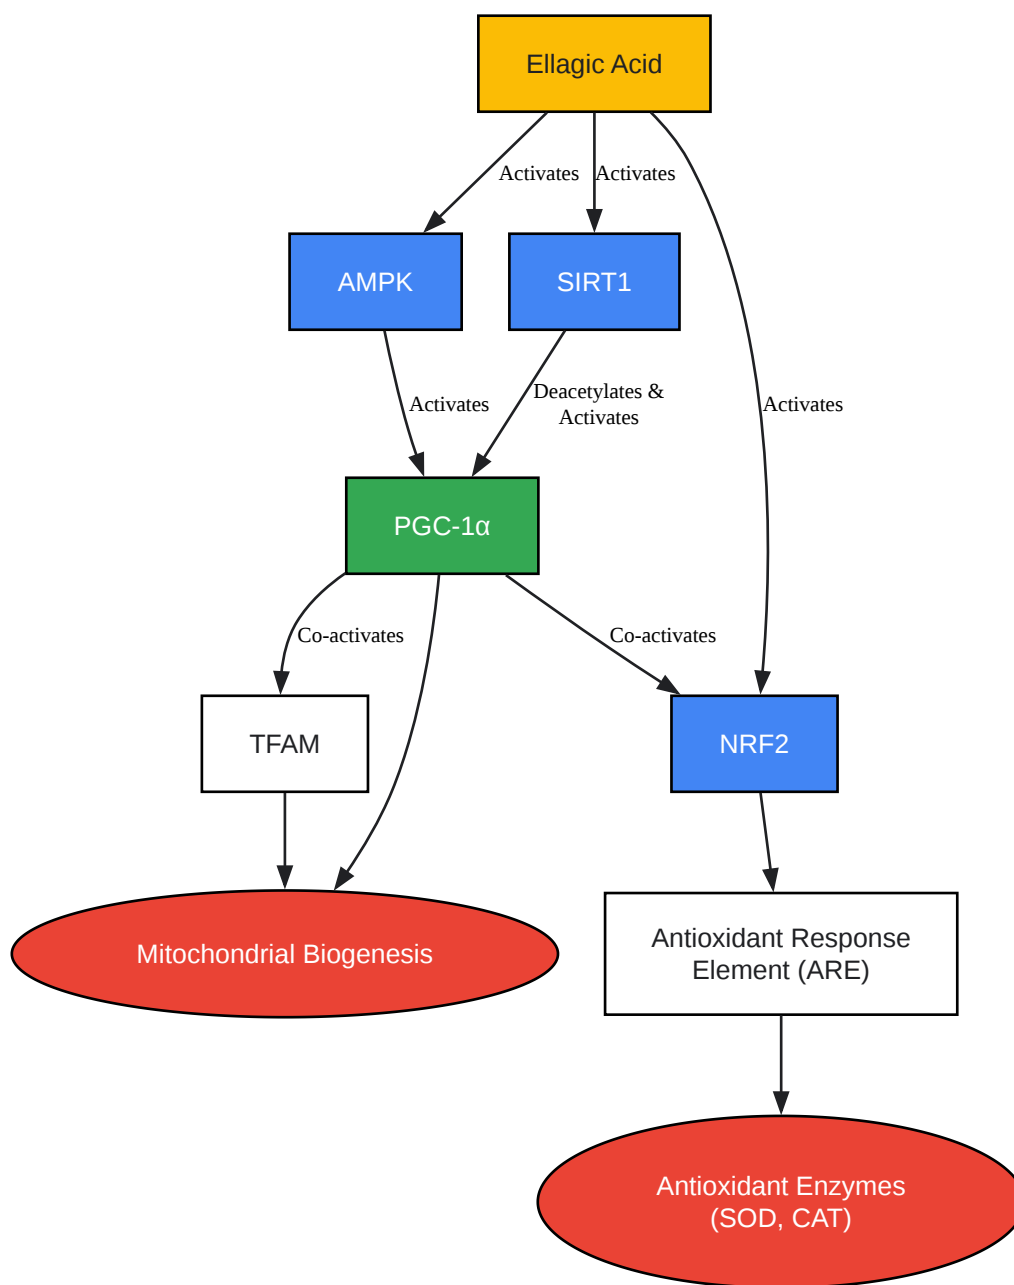 Ellagic Acid
Activates
Activates
AMPK
SIRT1
Activates
Deacetylates &
Activates
Activates
PGC-1α
Co-activates
Co-activates
TFAM
NRF2
Mitochondrial Biogenesis
Antioxidant Response
Element (ARE)
Antioxidant Enzymes
(SOD, CAT)